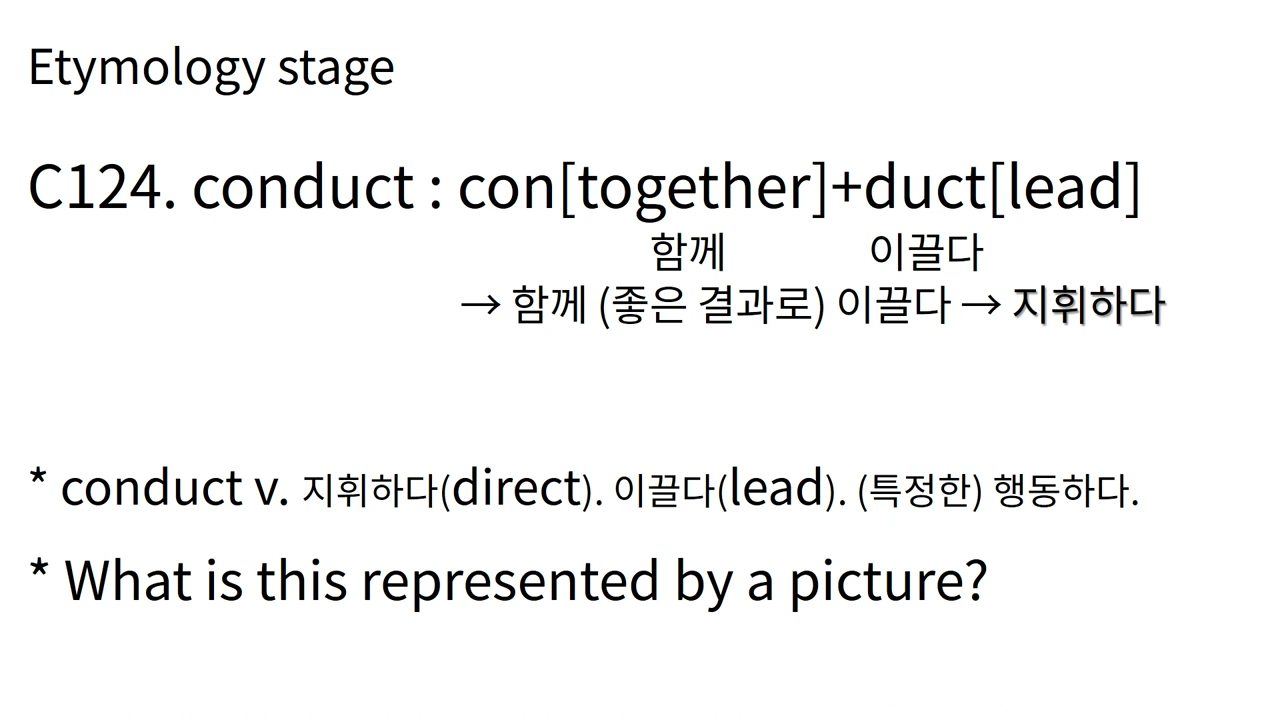 Etymology stage
C124. conduct : con[together]+duct[lead]
함께 이끌다
→ 함께 (좋은 결과로) 이끌다 → 지휘하다
* conduct v. 지휘하다(direct). 이끌다(lead). (특정한) 행동하다.
* What is this represented by a picture?